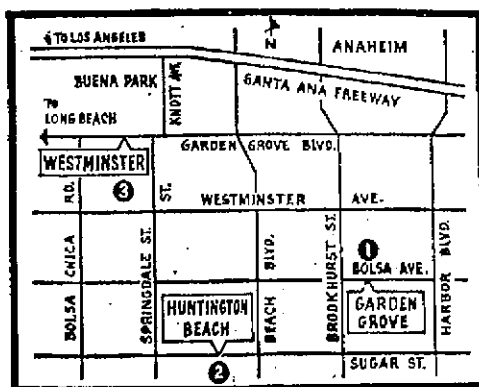 TO LOS ANGELES
N
ANAHEIM
BUENA PARK
KNOTT AVE.
SANTA ANA FREEWAY
TO
LONG BEACH
GARDEN GROVE BLVD.
WESTMINSTER
3
RD.
ST.
WESTMINSTER AVE.
1
BOLSA AVE.
BOLSA CHICA
SPRINGDALE ST.
HUNTINGTON
BEACH
BEACH BLVD.
BROOKHURST ST.
GARDEN
GROVE
HARBOR BLVD.
2
SUGAR ST.